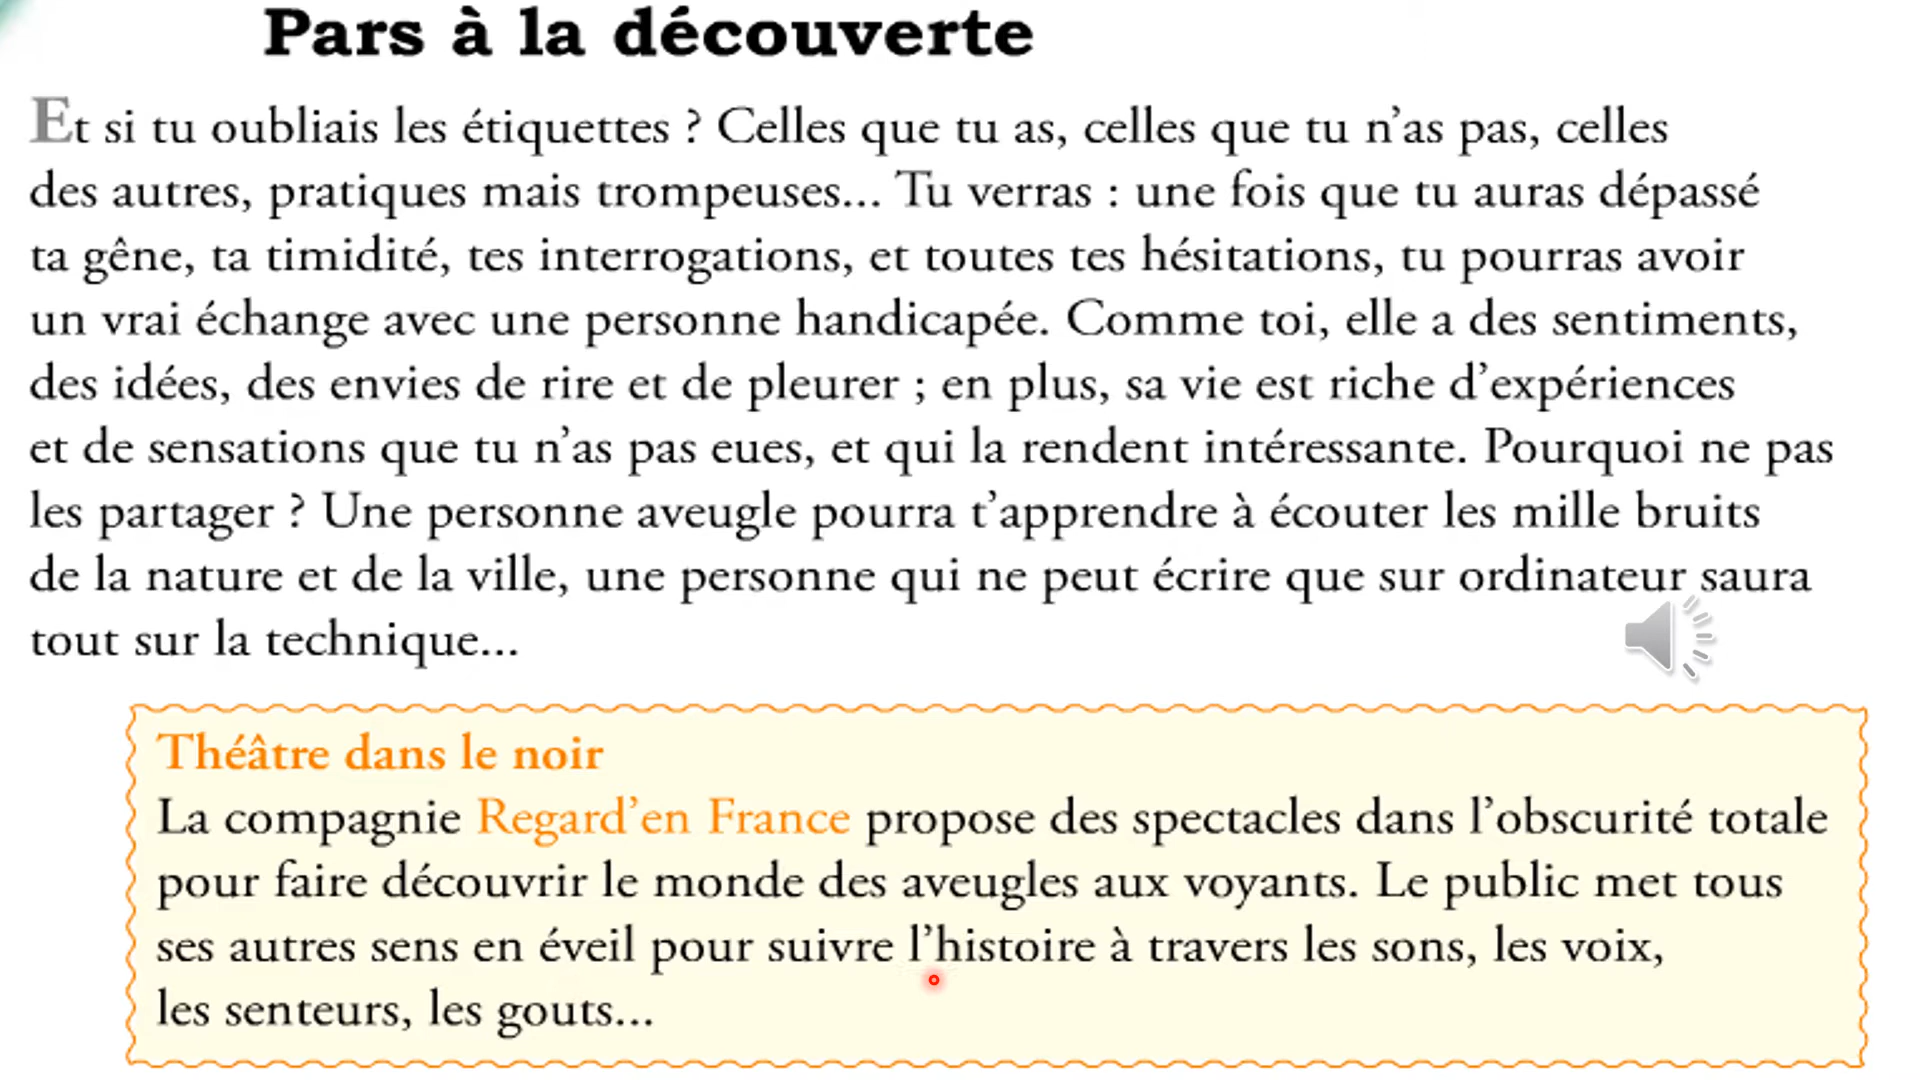 Pars à la découverte
Et si tu oubliais les étiquettes ? Celles que tu as, celles que tu n’as pas, celles
des autres, pratiques mais trompeuses... Tu verras : une fois que tu auras dépassé
ta gêne, ta timidité, tes interrogations, et toutes tes hésitations, tu pourras avoir
un vrai échange avec une personne handicapée. Comme toi, elle a des sentiments,
des idées, des envies de rire et de pleurer ; en plus, sa vie est riche d’expériences
et de sensations que tu n’as pas eues, et qui la rendent intéressante. Pourquoi ne pas
les partager ? Une personne aveugle pourra t’apprendre à écouter les mille bruits
de la nature et de la ville, une personne qui ne peut écrire que sur ordinateur saura
tout sur la technique...
Théâtre dans le noir
La compagnie Regard’en France propose des spectacles dans l’obscurité totale
pour faire découvrir le monde des aveugles aux voyants. Le public met tous
ses autres sens en éveil pour suivre l’histoire à travers les sons, les voix,
les senteurs, les gouts...